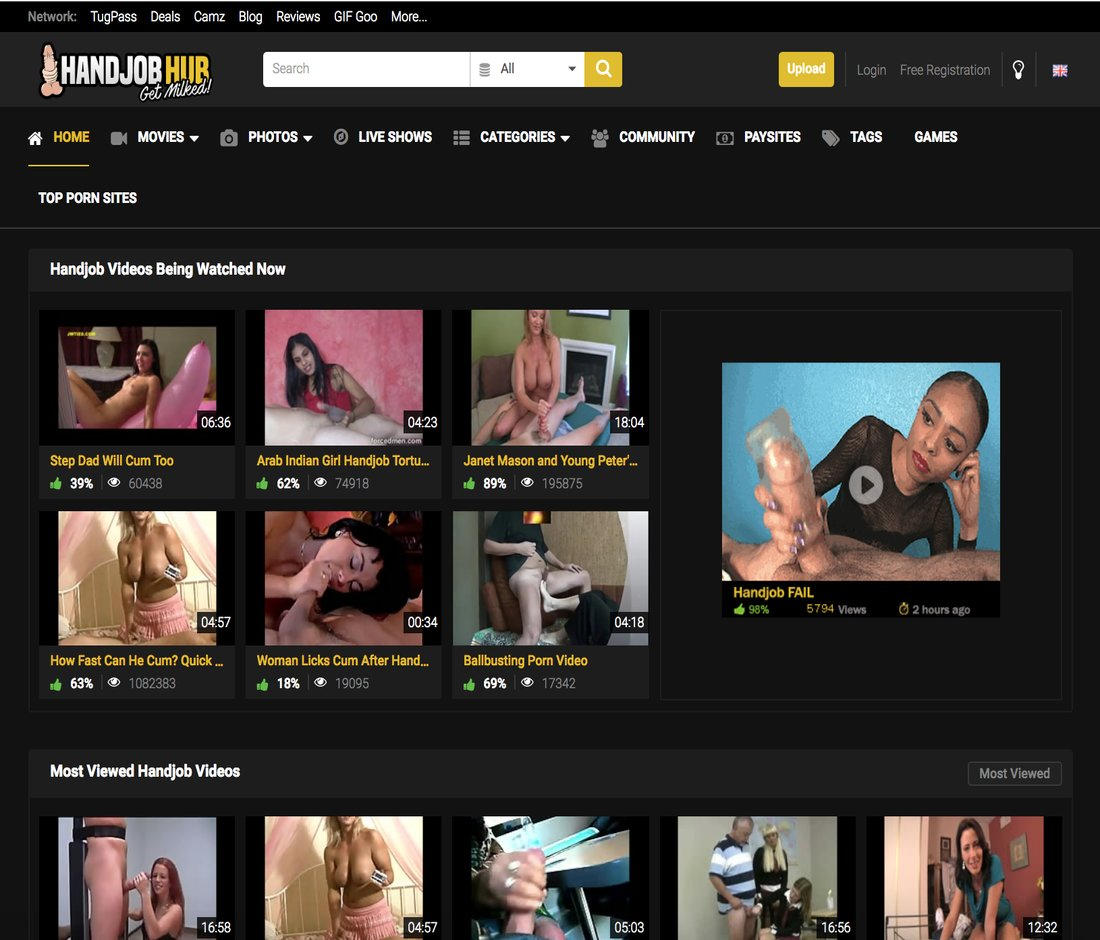 Network: TugPass Deals Camz Blog Reviews GIF Goo More...
HANDJOB HUB
Get Milked!
Search
All
Upload
Login Free Registration
HOME MOVIES PHOTOS LIVE SHOWS CATEGORIES COMMUNITY PAYSITES TAGS GAMES
TOP PORN SITES
Handjob Videos Being Watched Now
06:36
Step Dad Will Cum Too
39% 60438
04:23
forcedmen.com
Arab Indian Girl Handjob Tortu...
62% 74918
18:04
Janet Mason and Young Peter'...
89% 195875
Handjob FAIL
98% 5794 Views 2 hours ago
04:57
How Fast Can He Cum? Quick ...
63% 1082383
00:34
Woman Licks Cum After Hand...
18% 19095
04:18
Ballbusting Porn Video
69% 17342
Most Viewed Handjob Videos
Most Viewed
16:58
04:57
05:03
16:56
12:32